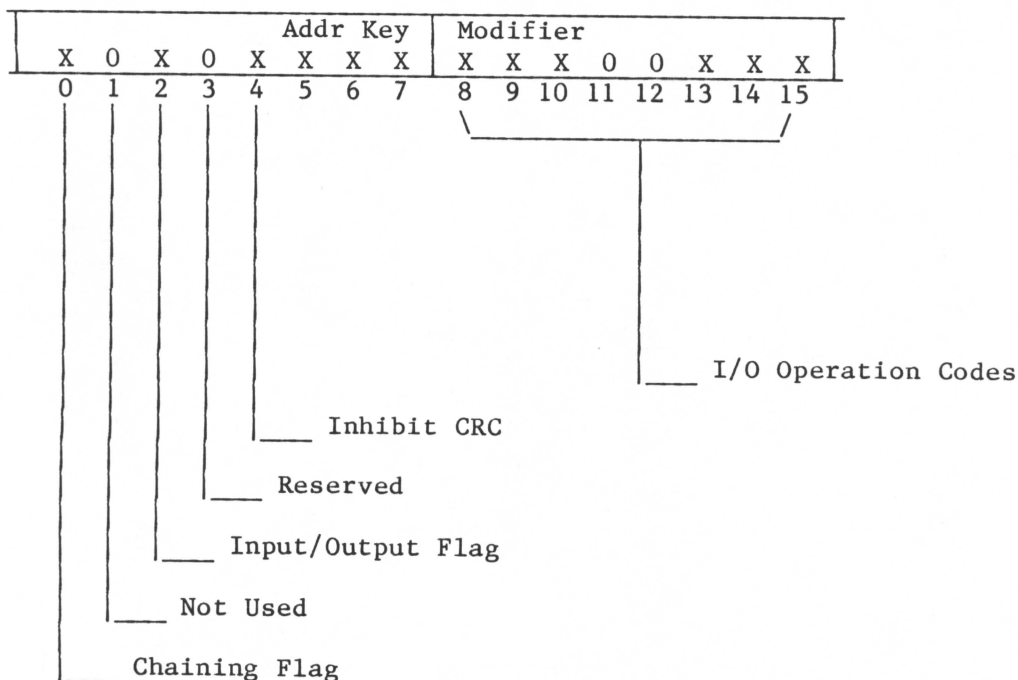 Addr Key Modifier
X 0 X 0 X X X X X X X 0 0 X X X
0 1 2 3 4 5 6 7 8 9 10 11 12 13 14 15
I/O Operation Codes
Inhibit CRC
Reserved
Input/Output Flag
Not Used
Chaining Flag